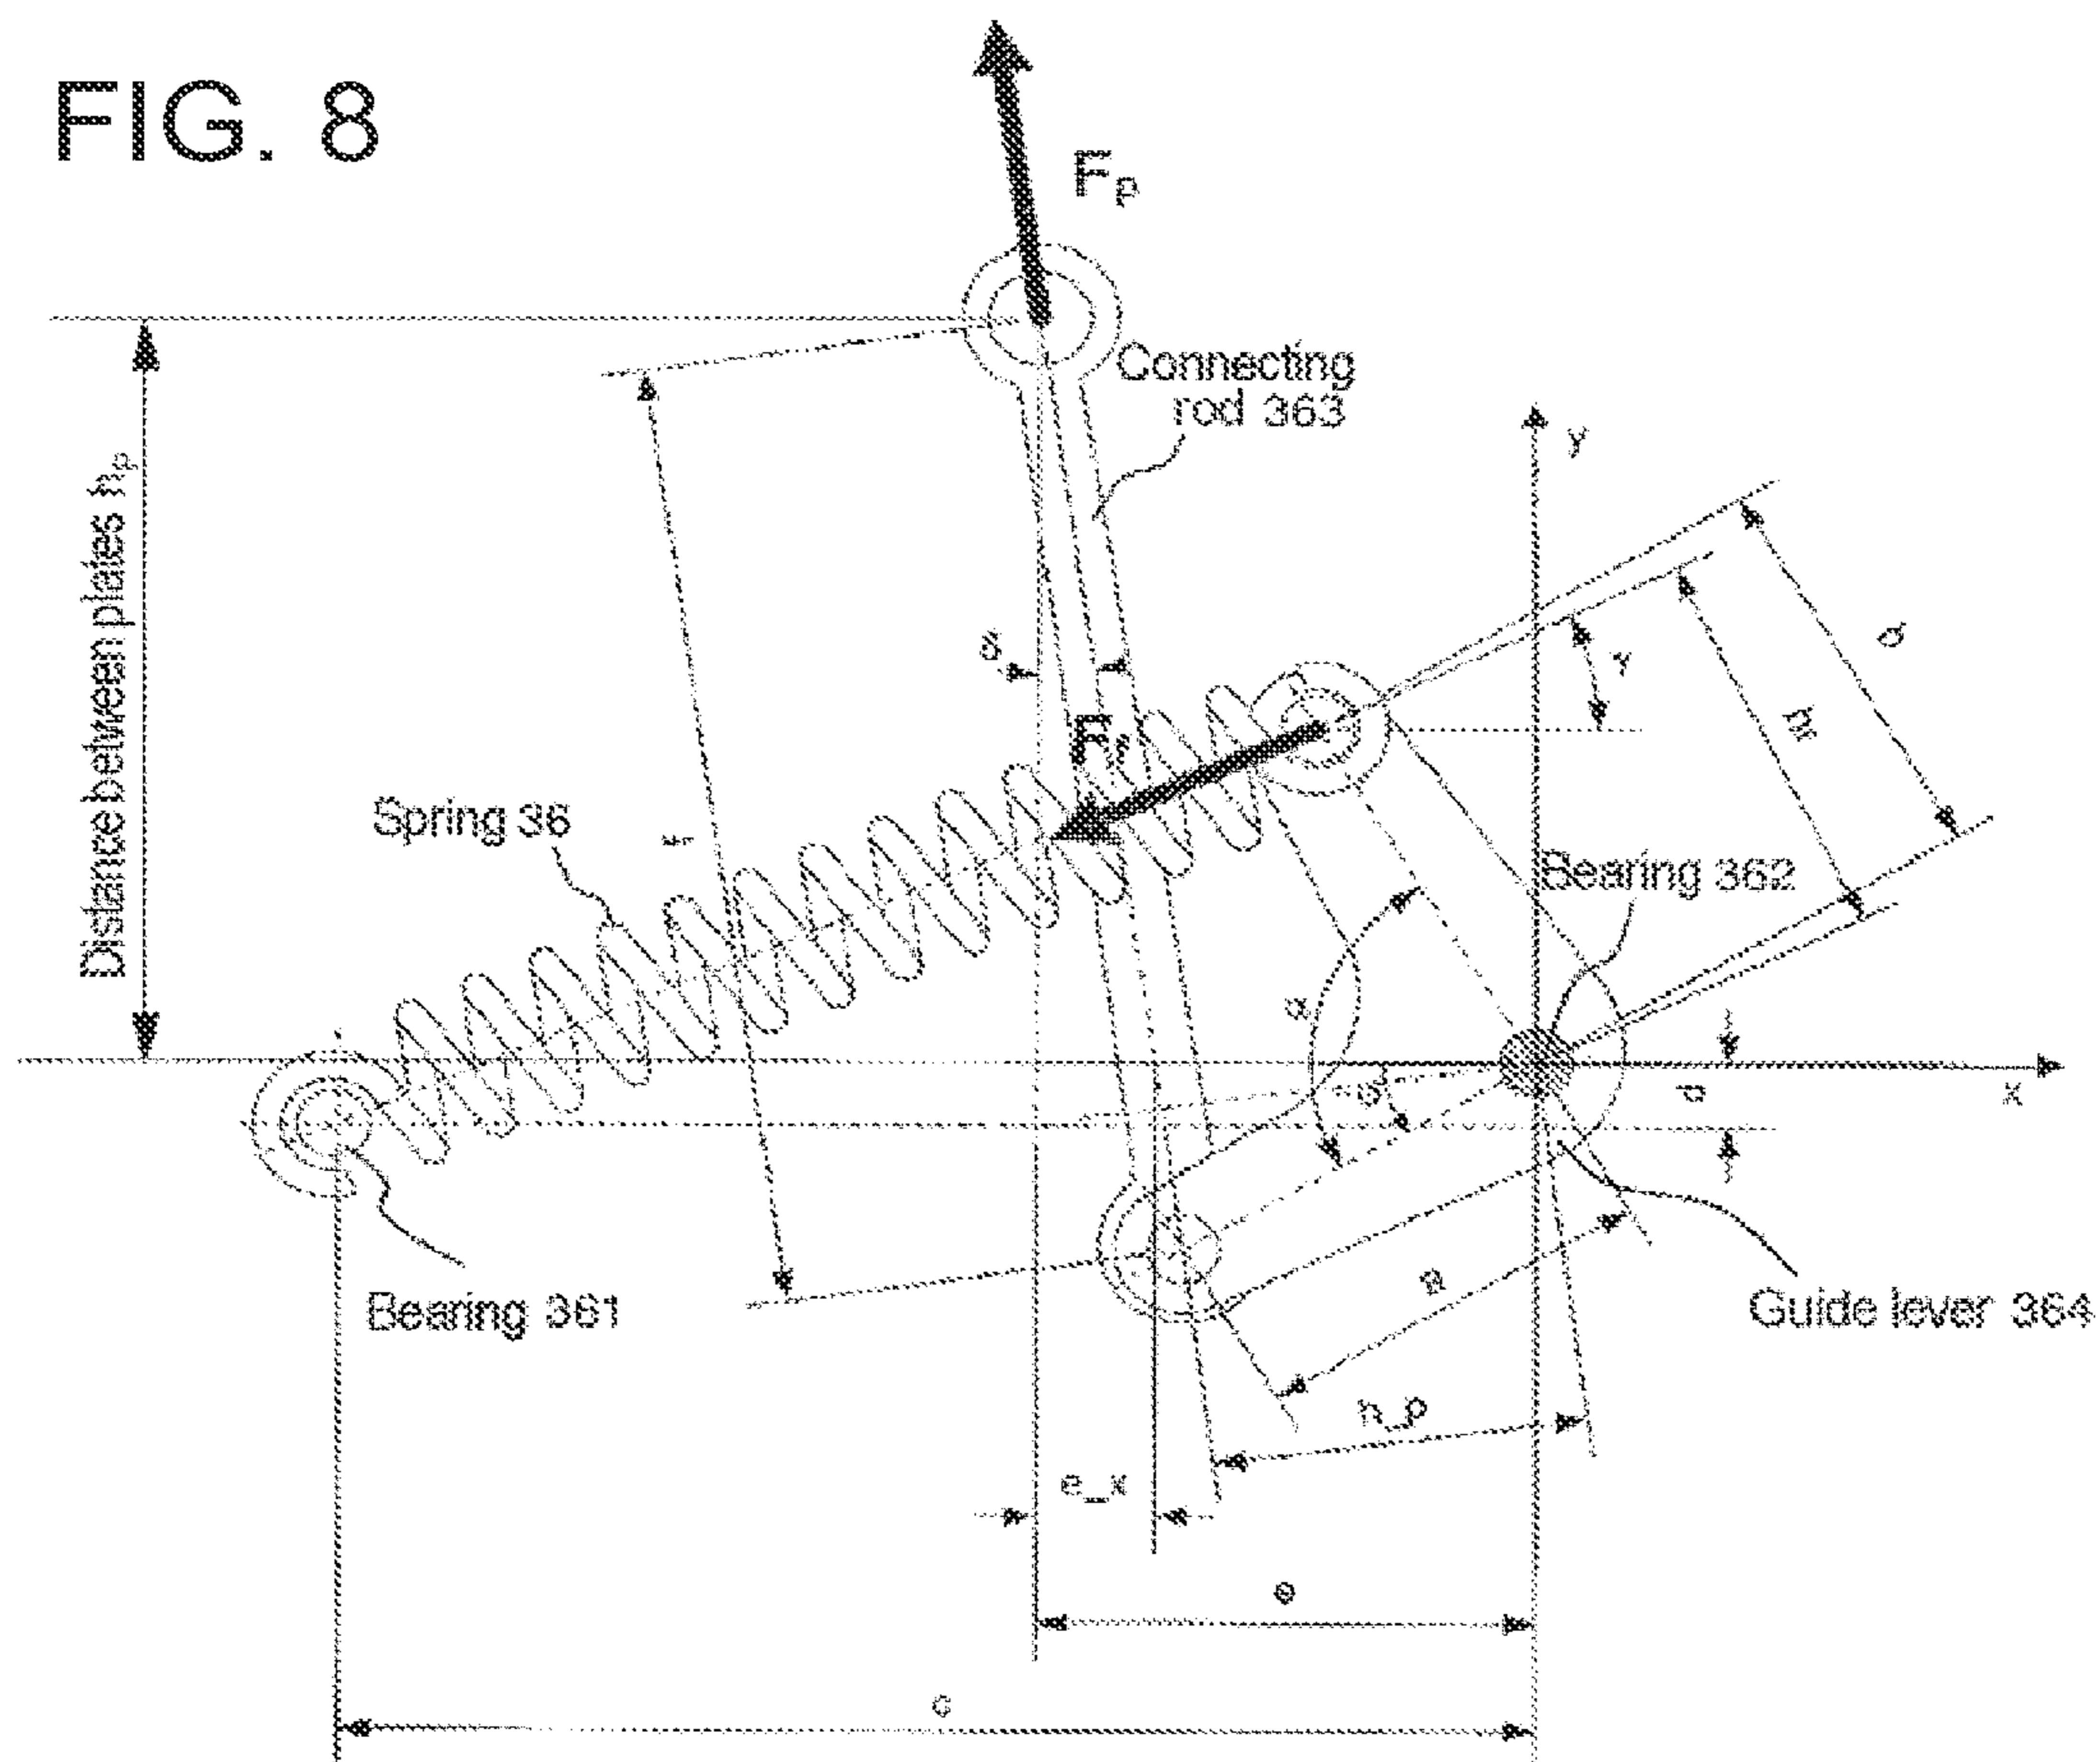 FIG. 8
Fₚ
Connecting
rod 363
y
Distance between plates hₚ
δ
γ
Spring 36
f
Bearing 362
α
d
x
Bearing 361
a
Guide lever 364
h_p
e_x
e
c